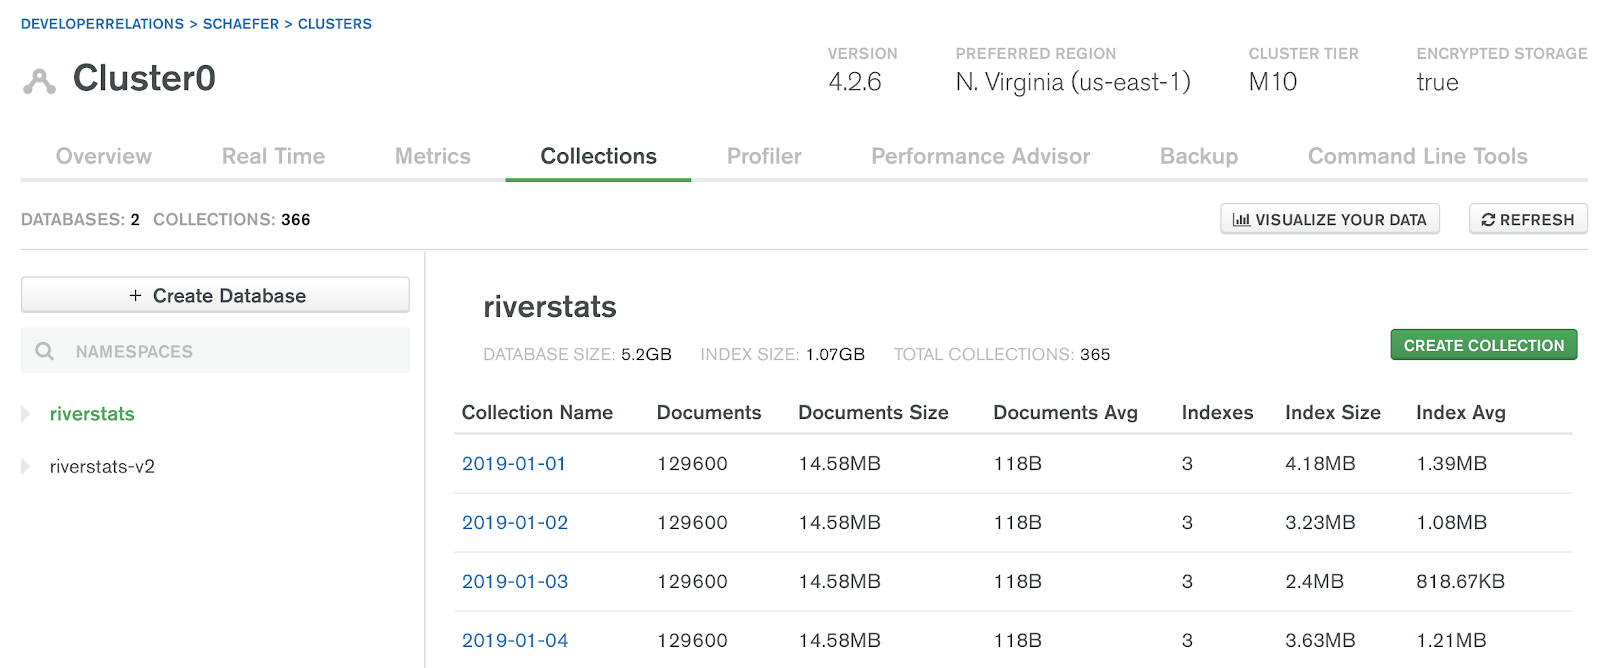 DEVELOPERRELATIONS > SCHAEFER > CLUSTERS
Cluster0
VERSION PREFERRED REGION CLUSTER TIER ENCRYPTED STORAGE
4.2.6 N. Virginia (us-east-1) M10 true
Overview Real Time Metrics Collections Profiler Performance Advisor Backup Command Line Tools
DATABASES: 2 COLLECTIONS: 366 VISUALIZE YOUR DATA REFRESH
+ Create Database
NAMESPACES
riverstats
riverstats-v2
riverstats
DATABASE SIZE: 5.2GB INDEX SIZE: 1.07GB TOTAL COLLECTIONS: 365 CREATE COLLECTION
Collection Name Documents Documents Size Documents Avg Indexes Index Size Index Avg
2019-01-01 129600 14.58MB 118B 3 4.18MB 1.39MB
2019-01-02 129600 14.58MB 118B 3 3.23MB 1.08MB
2019-01-03 129600 14.58MB 118B 3 2.4MB 818.67KB
2019-01-04 129600 14.58MB 118B 3 3.63MB 1.21MB